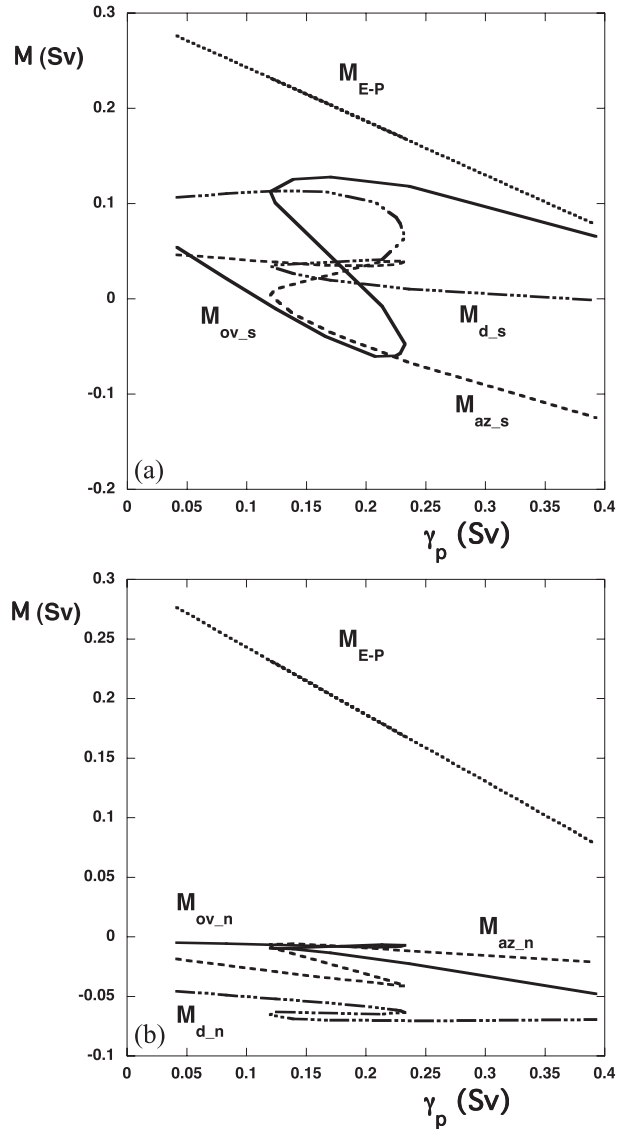 0.3
M (Sv)
M_E-P
0.2
0.1
0
M_ov_s
M_d_s
-0.1
M_az_s
(a)
-0.2
0 0.05 0.1 0.15 0.2 0.25 0.3 0.35 0.4
γ_p (Sv)
0.3
M (Sv)
0.25
M_E-P
0.2
0.15
0.1
0.05
M_ov_n
M_az_n
0
-0.05
M_d_n
(b)
-0.1
0 0.05 0.1 0.15 0.2 0.25 0.3 0.35 0.4
γ_p (Sv)